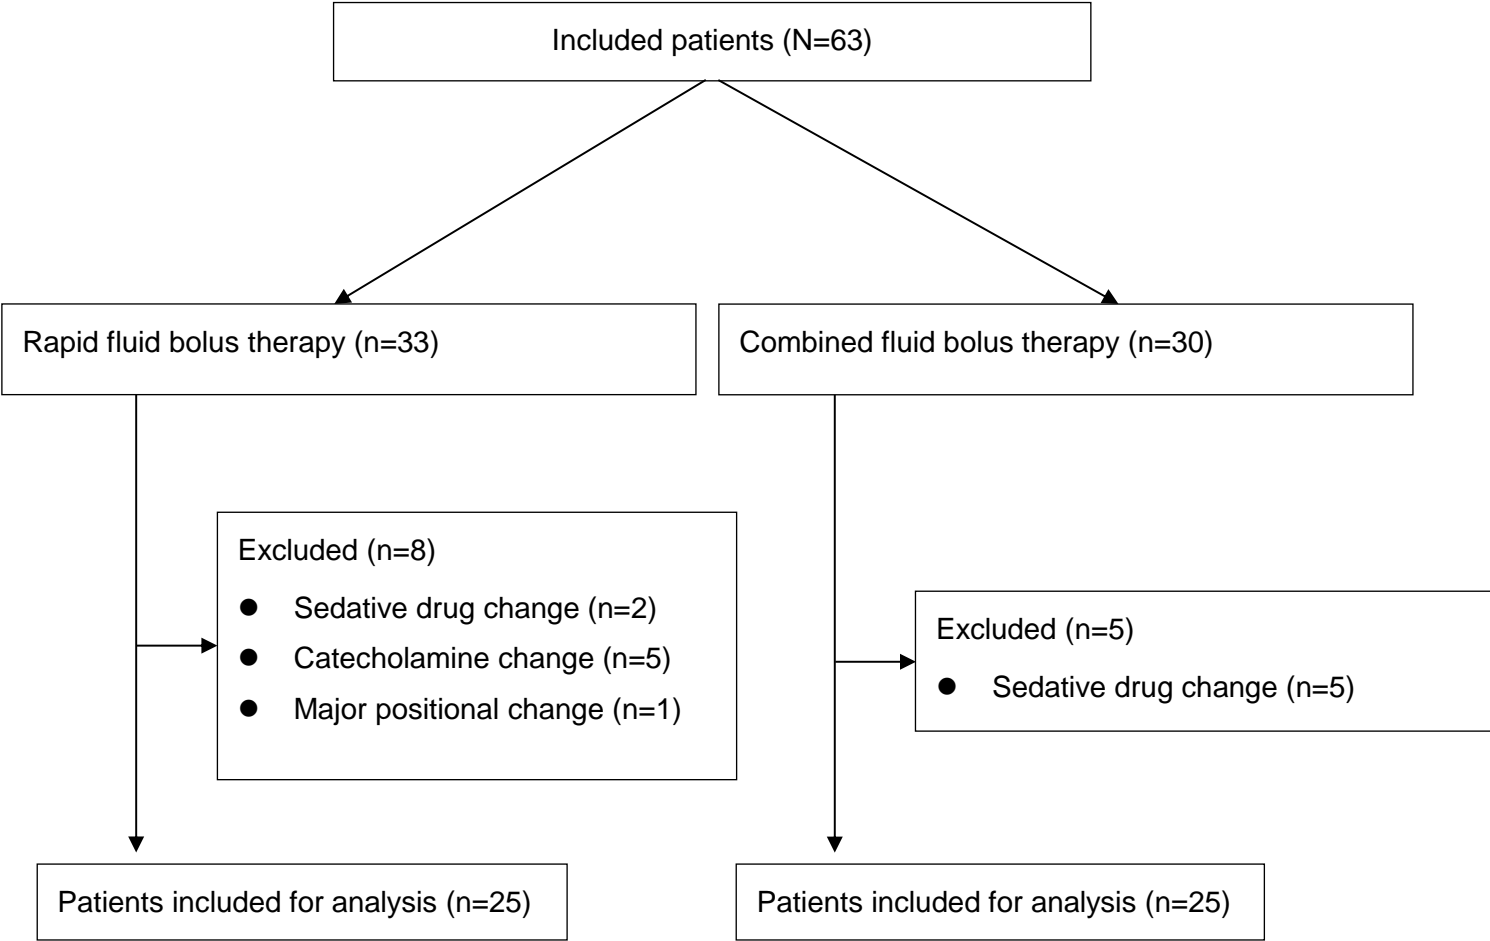 Included patients (N=63)
Rapid fluid bolus therapy (n=33)
Combined fluid bolus therapy (n=30)
Excluded (n=8)
● Sedative drug change (n=2)
● Catecholamine change (n=5)
● Major positional change (n=1)
Excluded (n=5)
● Sedative drug change (n=5)
Patients included for analysis (n=25)
Patients included for analysis (n=25)